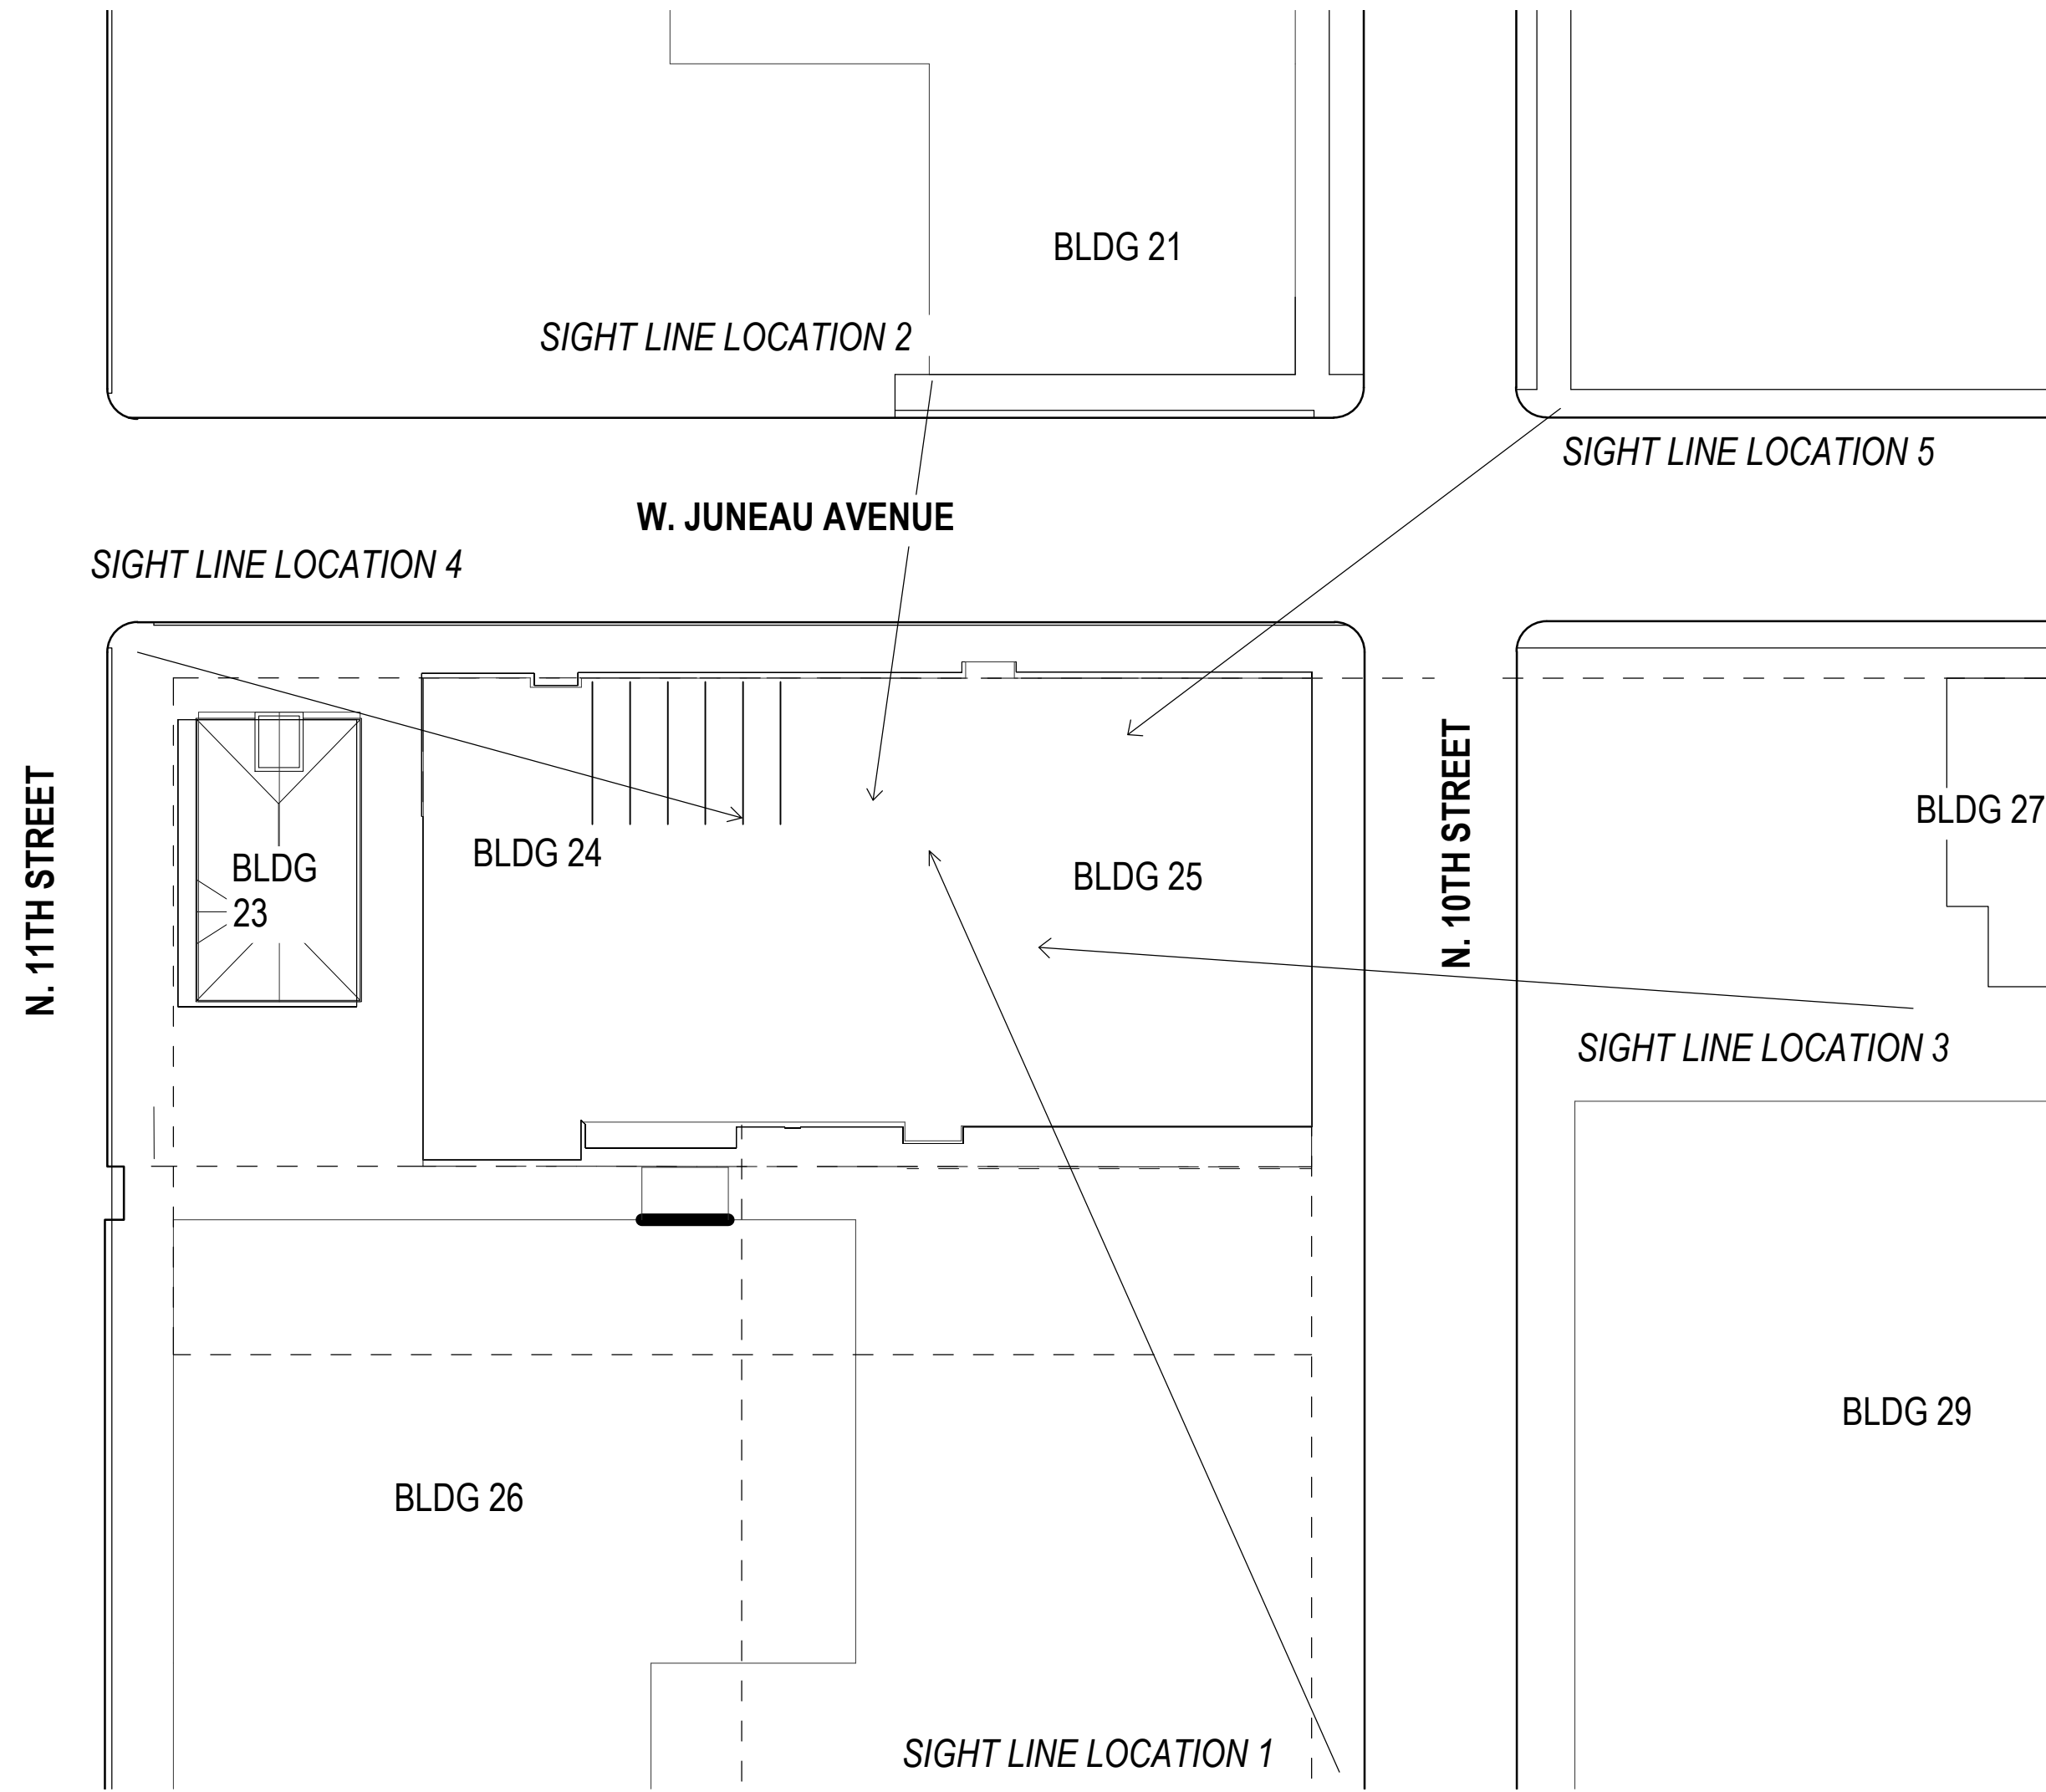 BLDG 21
SIGHT LINE LOCATION 2
SIGHT LINE LOCATION 5
W. JUNEAU AVENUE
SIGHT LINE LOCATION 4
N. 11TH STREET
BLDG
23
BLDG 24
BLDG 25
N. 10TH STREET
BLDG 27
SIGHT LINE LOCATION 3
BLDG 29
BLDG 26
SIGHT LINE LOCATION 1